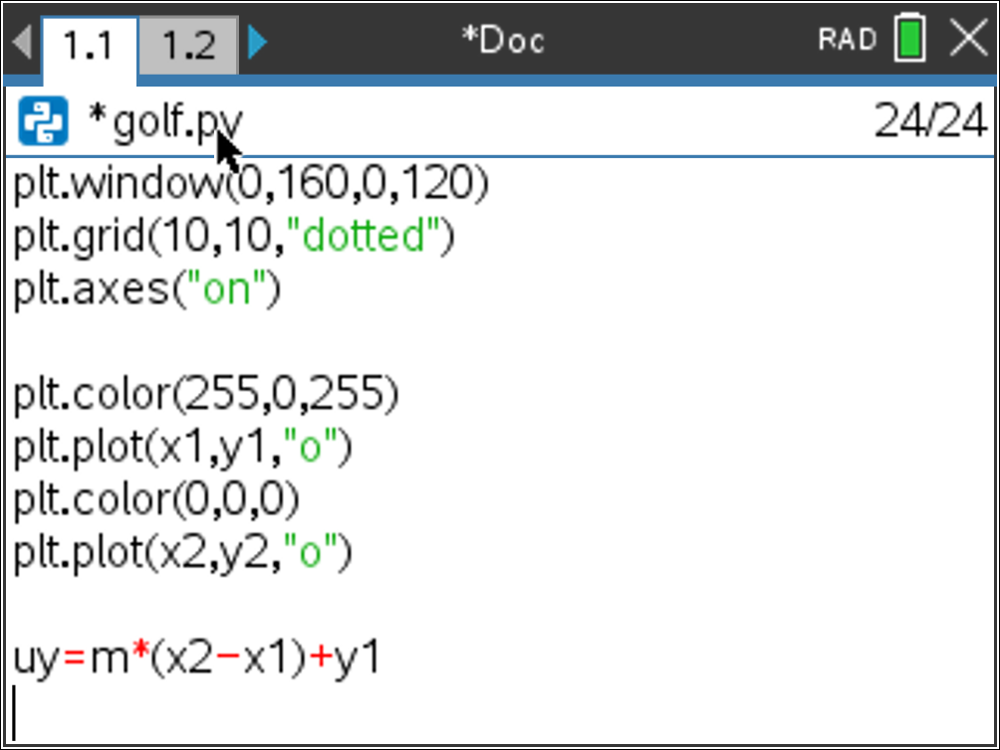 1.1 1.2 *Doc RAD
*golf.py 24/24
plt.window(0,160,0,120)
plt.grid(10,10,"dotted")
plt.axes("on")
plt.color(255,0,255)
plt.plot(x1,y1,"o")
plt.color(0,0,0)
plt.plot(x2,y2,"o")
uy=m*(x2−x1)+y1